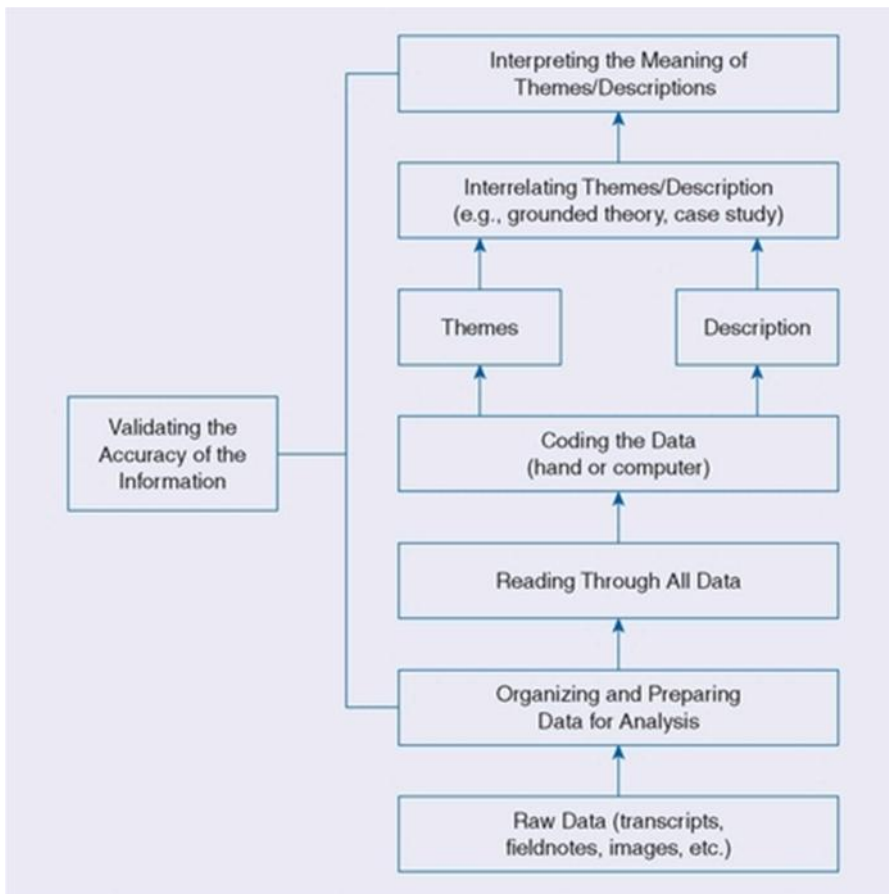 Interpreting the Meaning of
Themes/Descriptions
Interrelating Themes/Description
(e.g., grounded theory, case study)
Themes
Description
Validating the
Accuracy of the
Information
Coding the Data
(hand or computer)
Reading Through All Data
Organizing and Preparing
Data for Analysis
Raw Data (transcripts,
fieldnotes, images, etc.)